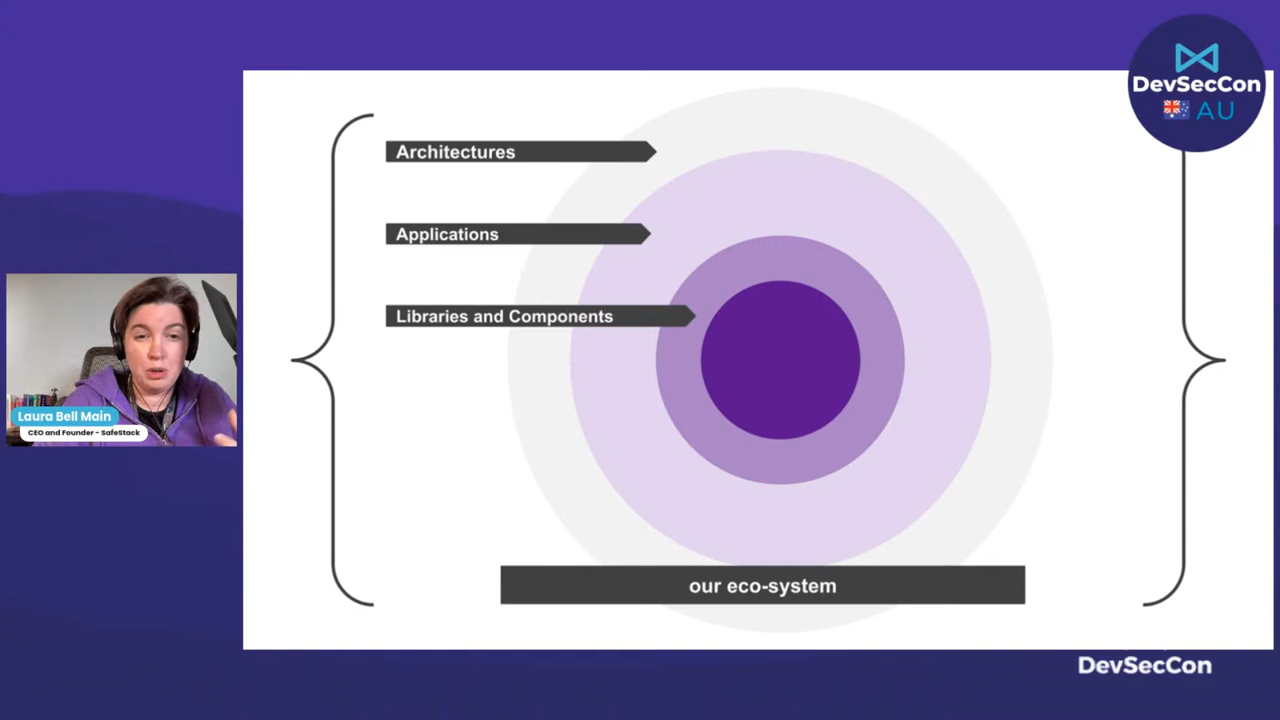 DevSecCon
AU
Architectures
Applications
Libraries and Components
Laura Bell Main
CEO and Founder - SafeStack
our eco-system
DevSecCon